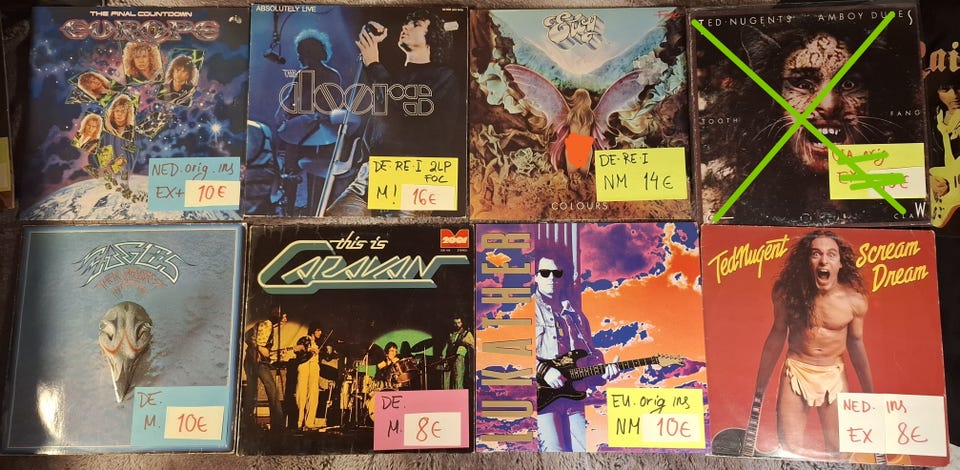 THE FINAL COUNTDOWN
EUROPE
NED. orig. ins
EX+ 10€
ABSOLUTELY LIVE
THE
doors
DE-RE-I 2LP
FOC
M! 16€
Eloy
DE-RE-I
NM 14€
COLOURS
TED NUGENT'S AMBOY DUKES
TOOTH FANG
CLAW
EAGLES
DE.
M. 10€
this is
CARAVAN
2001
DE.
M. 8€
LUKATHER
EU. orig ins
NM 10€
TED NUGENT
SCREAM
DREAM
NED. ins
EX 8€